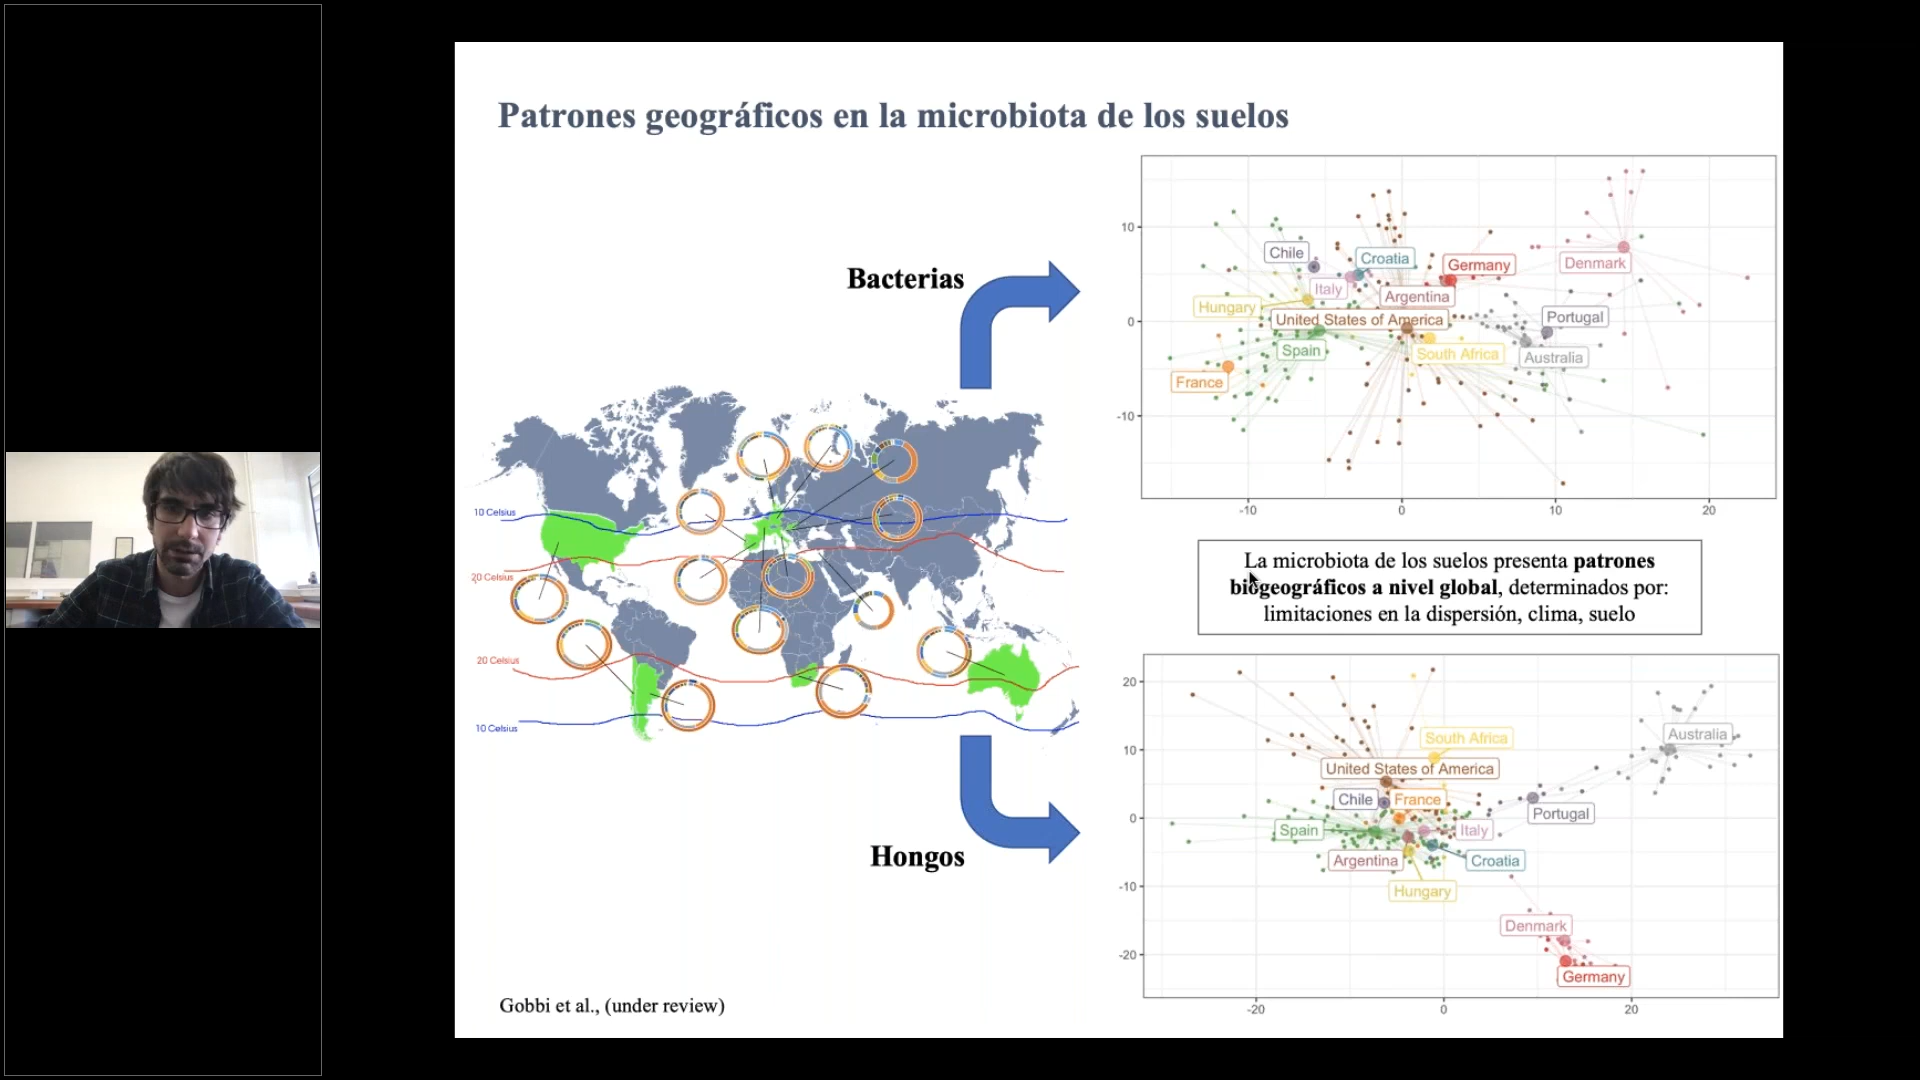 Patrones geográficos en la microbiota de los suelos
Bacterias
10 Celsius
20 Celsius
20 Celsius
10 Celsius
Hongos
Gobbi et al., (under review)
10
0
-10
Chile
Croatia
Germany
Denmark
Italy
Argentina
Hungary
United States of America
Portugal
Spain
South Africa
Australia
France
-10
0
10
20
La microbiota de los suelos presenta patrones
biogeográficos a nivel global, determinados por:
limitaciones en la dispersión, clima, suelo
20
10
0
-10
-20
Australia
South Africa
United States of America
Chile
France
Portugal
Spain
Italy
Argentina
Croatia
Hungary
Denmark
Germany
-20
0
20